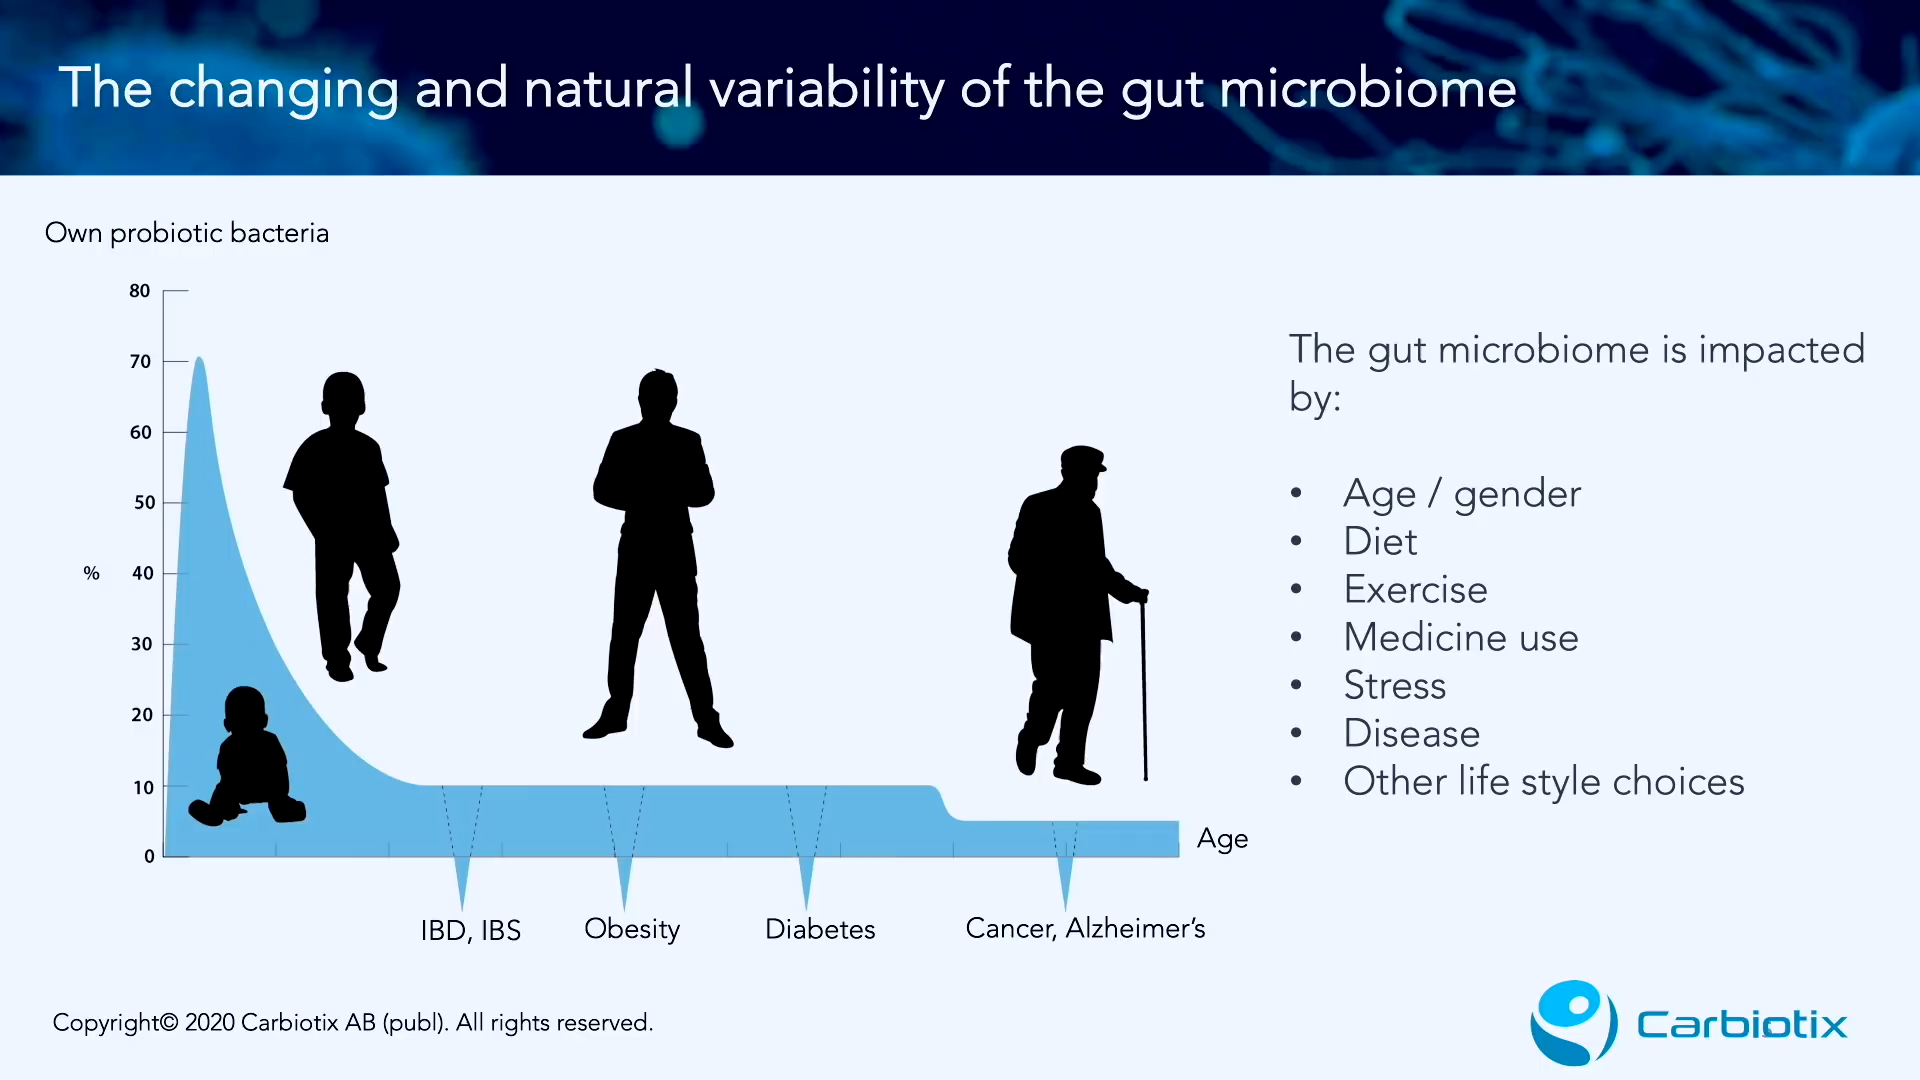 The changing and natural variability of the gut microbiome
Own probiotic bacteria
80
70
60
50
% 40
30
20
10
0
Age
IBD, IBS
Obesity
Diabetes
Cancer, Alzheimer’s
The gut microbiome is impacted
by:
• Age / gender
• Diet
• Exercise
• Medicine use
• Stress
• Disease
• Other life style choices
Copyright© 2020 Carbiotix AB (publ). All rights reserved.
Carbiotix